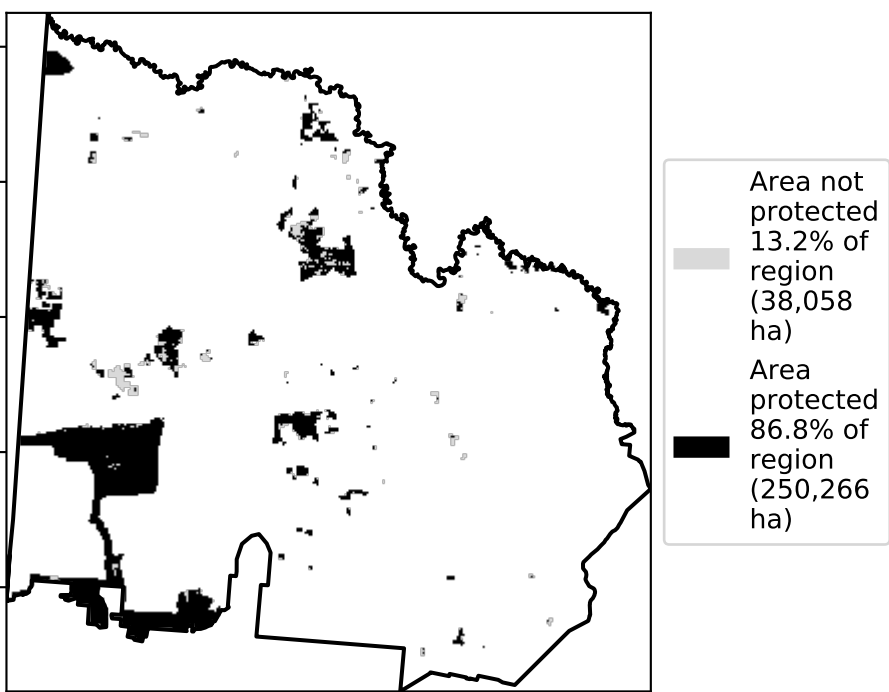 Area not
protected
13.2% of
region
(38,058
ha)
Area
protected
86.8% of
region
(250,266
ha)